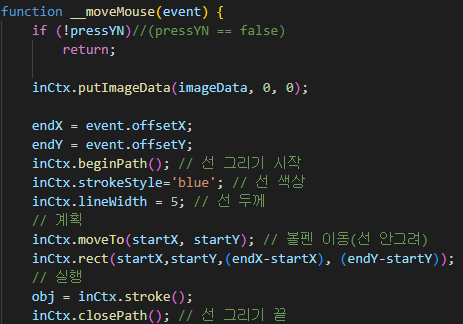 function __moveMouse(event) {
    if (!pressYN)//(pressYN == false)
        return;
    inCtx.putImageData(imageData, 0, 0);
    endX = event.offsetX;
    endY = event.offsetY;
    inCtx.beginPath(); // 선 그리기 시작
    inCtx.strokeStyle='blue'; // 선 색상
    inCtx.lineWidth = 5; // 선 두께
    // 계획
    inCtx.moveTo(startX, startY); // 볼펜 이동(선 안그려)
    inCtx.rect(startX,startY,(endX-startX), (endY-startY));
    // 실행
    obj = inCtx.stroke();
    inCtx.closePath(); // 선 그리기 끝